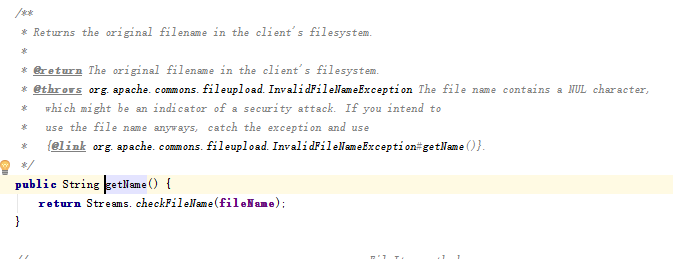 /**
* Returns the original filename in the client's filesystem.
*
* @return The original filename in the client's filesystem.
* @throws org.apache.commons.fileupload.InvalidFileNameException The file name contains a NUL character,
*   which might be an indicator of a security attack. If you intend to
*   use the file name anyways, catch the exception and use
*   {@link org.apache.commons.fileupload.InvalidFileNameException#getName()}.
*/
public String getName() {
return Streams.checkFileName(fileName);
}
//